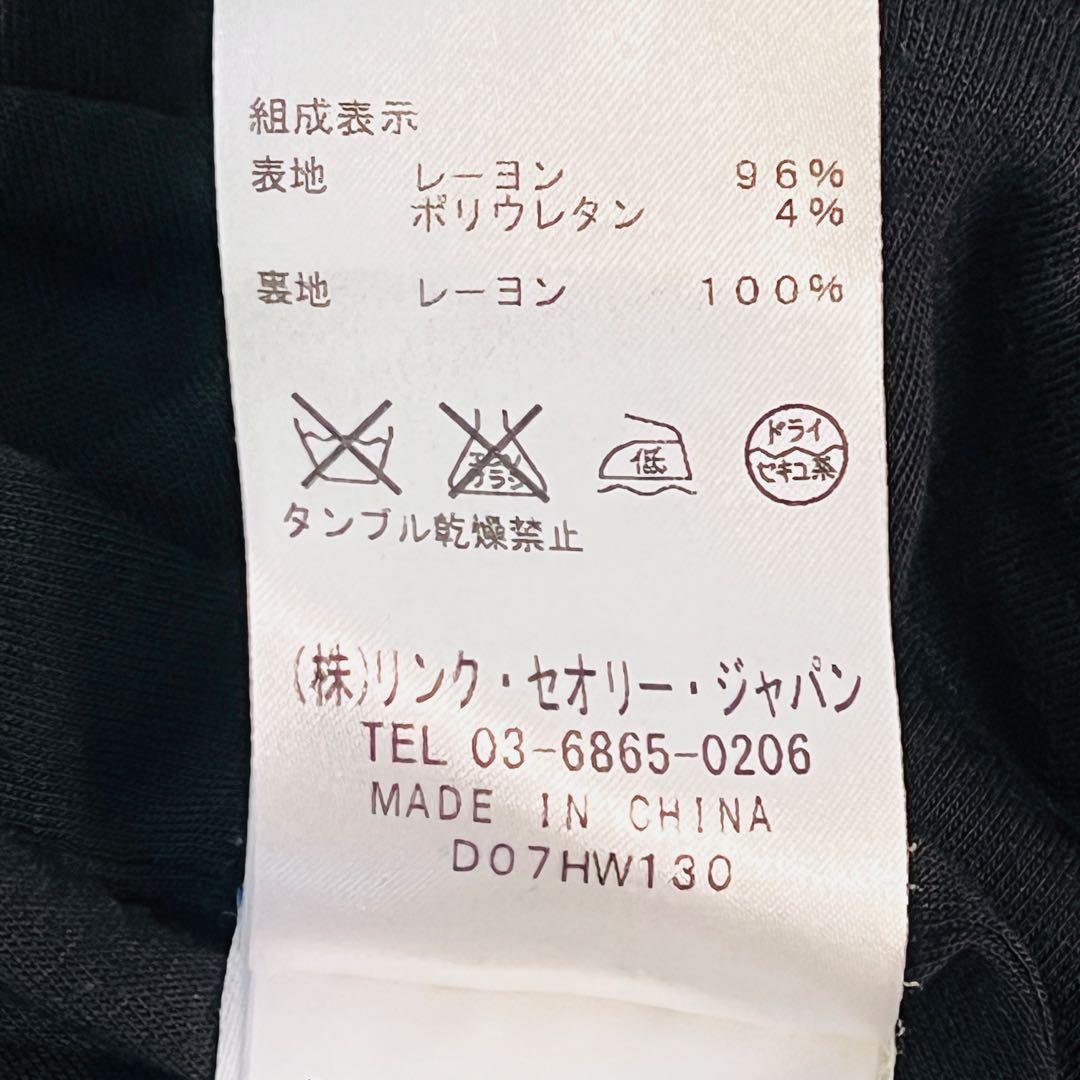 組成表示
表地 レーヨン 96%
ポリウレタン 4%
裏地 レーヨン 100%
低
ドライ
セキユ系
タンブル乾燥禁止
(株)リンク・セオリー・ジャパン
TEL 03-6865-0206
MADE IN CHINA
D07HW130